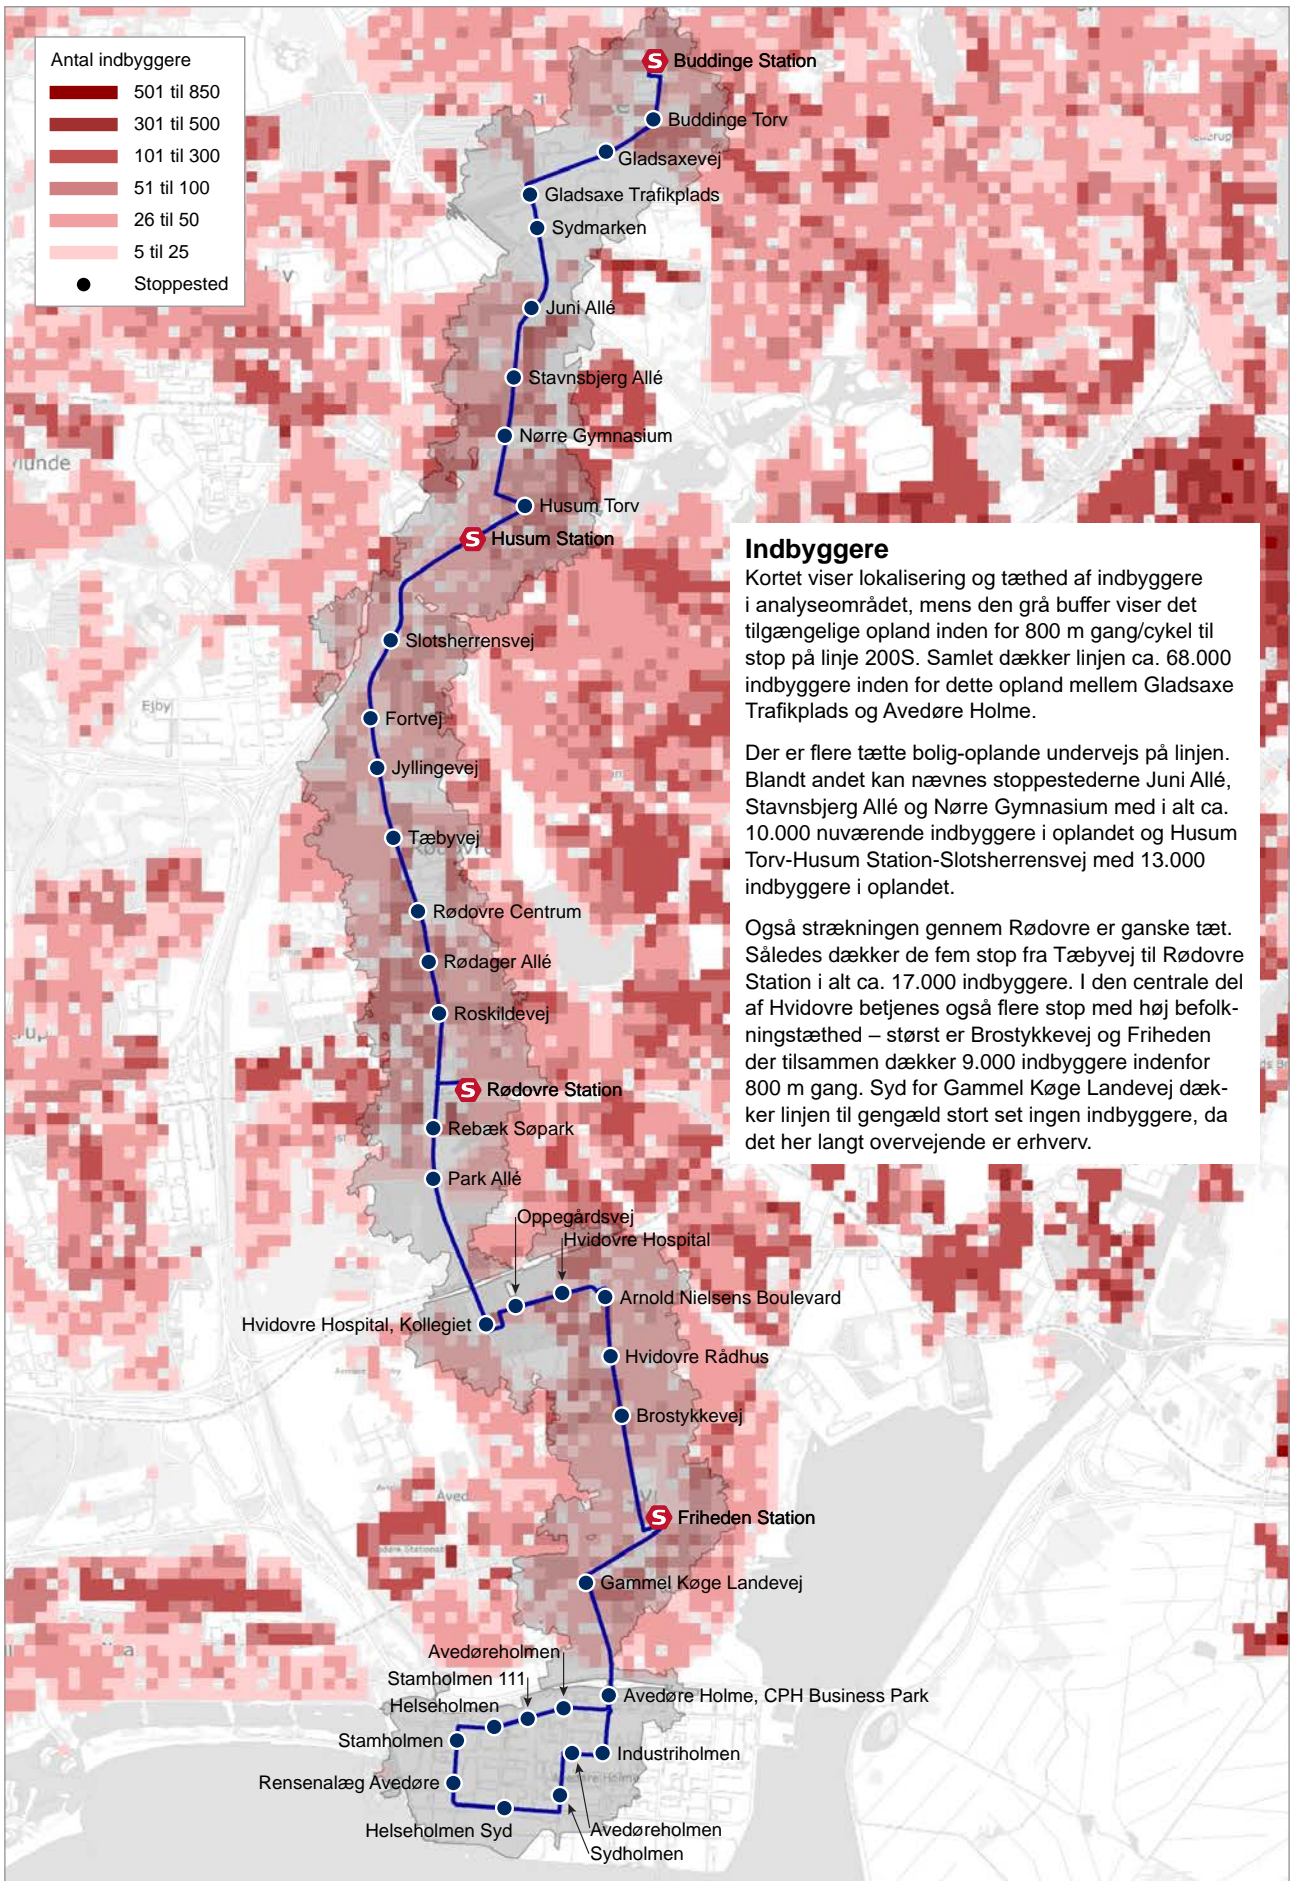 Antal indbyggere
501 til 850
301 til 500
101 til 300
51 til 100
26 til 50
5 til 25
Stoppested
S Buddinge Station
Buddinge Torv
Gladsaxevej
Gladsaxe Trafikplads
Sydmarken
Juni Allé
Stavnsbjerg Allé
Nørre Gymnasium
Husum Torv
S Husum Station
Slotsherrensvej
Ejby
Fortvej
Jyllingevej
Tæbyvej
Rødovre Centrum
Rødager Allé
Roskildevej
S Rødovre Station
Rebæk Søpark
Park Allé
Oppegårdsvej
Hvidovre Hospital
Arnold Nielsens Boulevard
Hvidovre Hospital, Kollegiet
Hvidovre Rådhus
Brostykkevej
S Friheden Station
Gammel Køge Landevej
Avedøreholmen
Stamholmen 111
Helseholmen
Avedøre Holme, CPH Business Park
Stamholmen
Industriholmen
Avedøre Holme
Rensenalæg Avedøre
Helseholmen Syd
Avedøreholmen
Sydholmen
Indbyggere
Kortet viser lokalisering og tæthed af indbyggere
i analyseområdet, mens den grå buffer viser det
tilgængelige opland inden for 800 m gang/cykel til
stop på linje 200S. Samlet dækker linjen ca. 68.000
indbyggere inden for dette opland mellem Gladsaxe
Trafikplads og Avedøre Holme.
Der er flere tætte bolig-oplande undervejs på linjen.
Blandt andet kan nævnes stoppestederne Juni Allé,
Stavnsbjerg Allé og Nørre Gymnasium med i alt ca.
10.000 nuværende indbyggere i oplandet og Husum
Torv-Husum Station-Slotsherrensvej med 13.000
indbyggere i oplandet.
Også strækningen gennem Rødovre er ganske tæt.
Således dækker de fem stop fra Tæbyvej til Rødovre
Station i alt ca. 17.000 indbyggere. I den centrale del
af Hvidovre betjenes også flere stop med høj befolk-
ningstæthed – størst er Brostykkevej og Friheden
der tilsammen dækker 9.000 indbyggere indenfor
800 m gang. Syd for Gammel Køge Landevej dæk-
ker linjen til gengæld stort set ingen indbyggere, da
det her langt overvejende er erhverv.